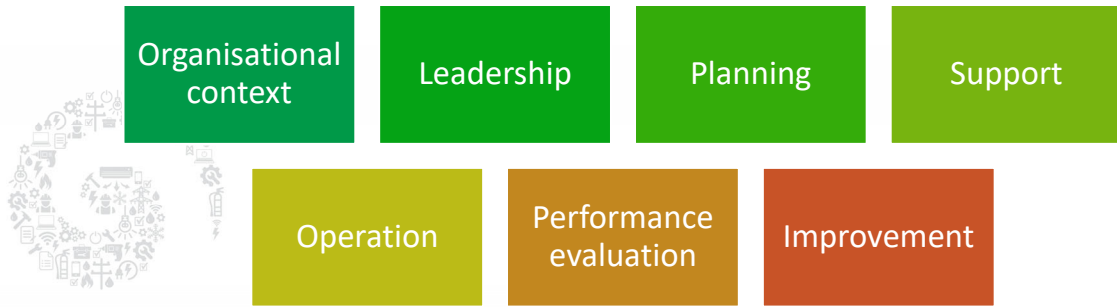 Organisational
context
Leadership
Planning
Support
Operation
Performance
evaluation
Improvement